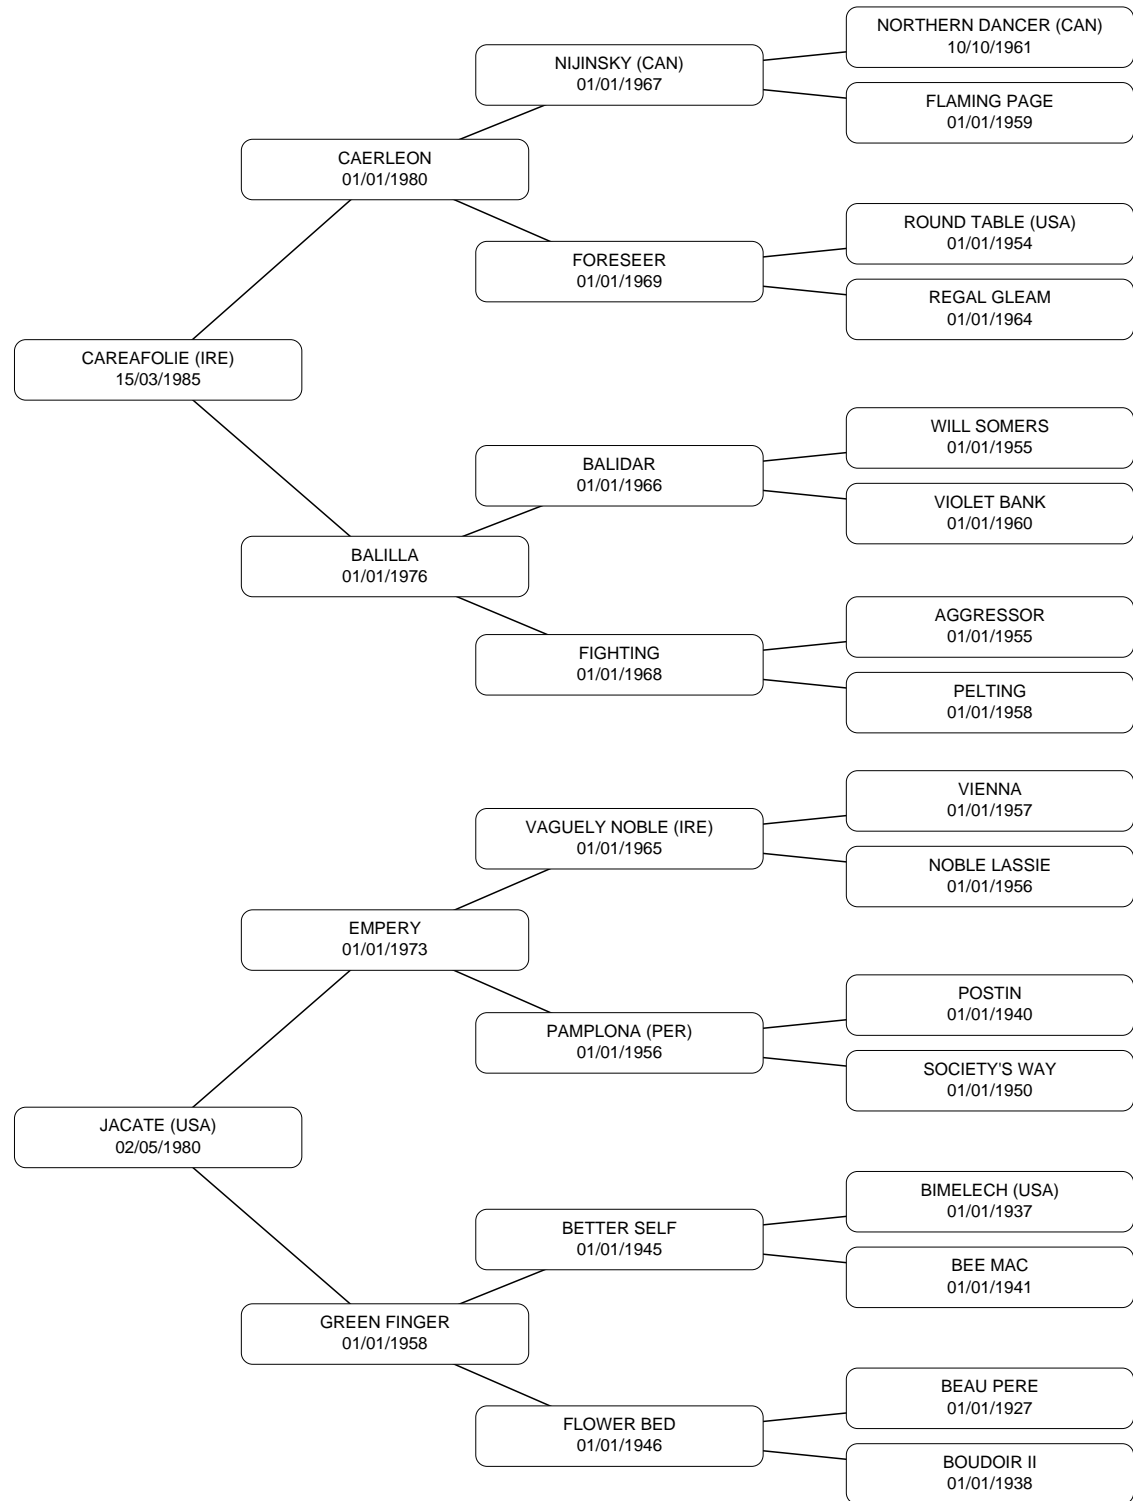 NORTHERN DANCER (CAN)
10/10/1961
NIJINSKY (CAN)
01/01/1967
FLAMING PAGE
01/01/1959
CAERLEON
01/01/1980
ROUND TABLE (USA)
01/01/1954
FORESEER
01/01/1969
REGAL GLEAM
01/01/1964
CAREAFOLIE (IRE)
15/03/1985
WILL SOMERS
01/01/1955
BALIDAR
01/01/1966
VIOLET BANK
01/01/1960
BALILLA
01/01/1976
AGGRESSOR
01/01/1955
FIGHTING
01/01/1968
PELTING
01/01/1958
VIENNA
01/01/1957
VAGUELY NOBLE (IRE)
01/01/1965
NOBLE LASSIE
01/01/1956
EMPERY
01/01/1973
POSTIN
01/01/1940
PAMPLONA (PER)
01/01/1956
SOCIETY'S WAY
01/01/1950
JACATE (USA)
02/05/1980
BIMELECH (USA)
01/01/1937
BETTER SELF
01/01/1945
BEE MAC
01/01/1941
GREEN FINGER
01/01/1958
BEAU PERE
01/01/1927
FLOWER BED
01/01/1946
BOUDOIR II
01/01/1938